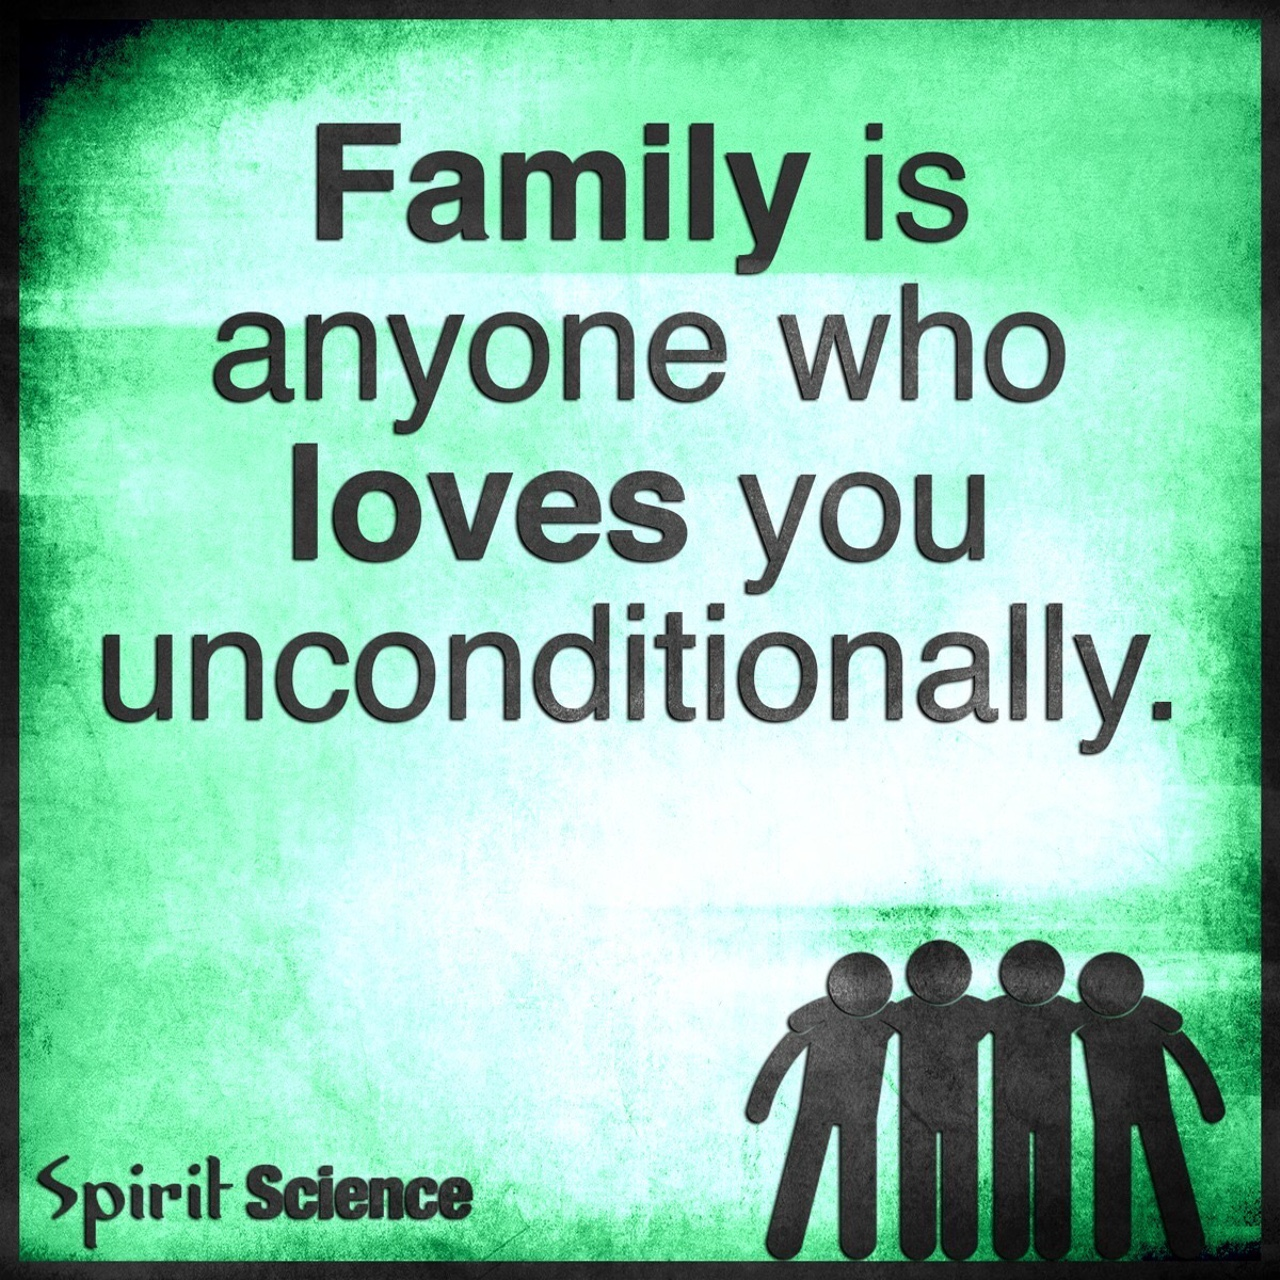 Family is
anyone who
loves you
unconditionally.
Spirit Science